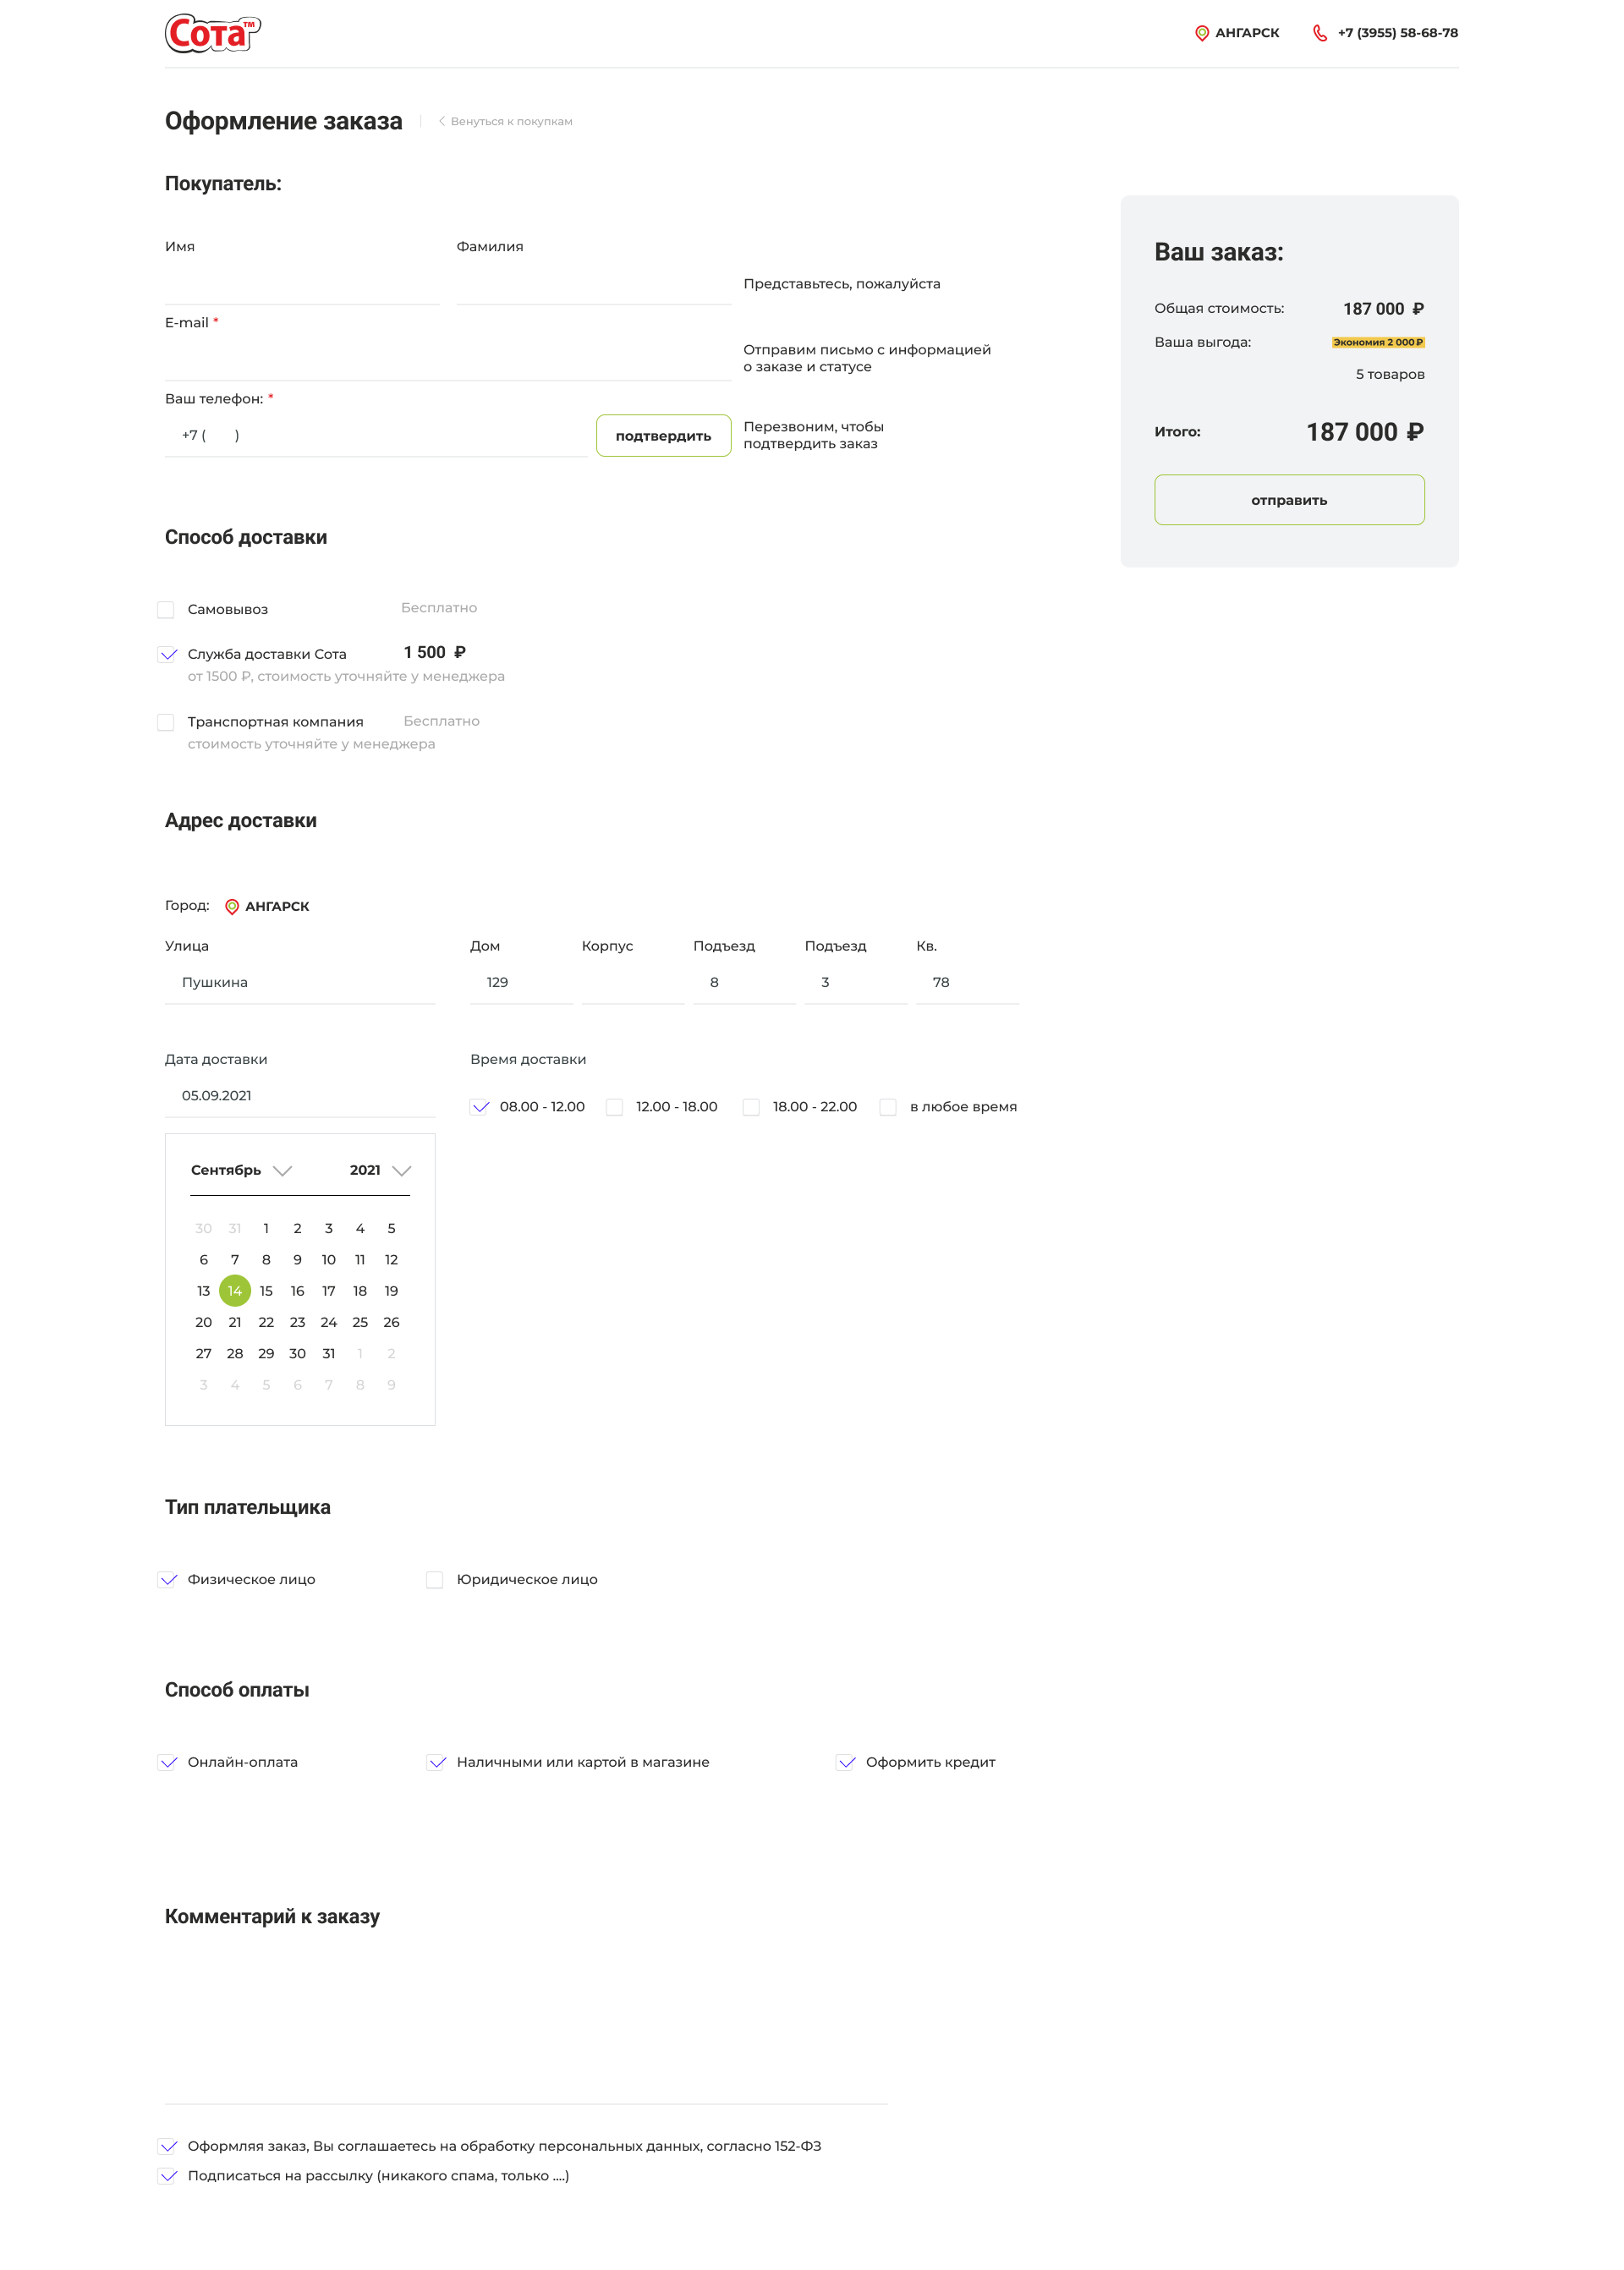 Сота™
АНГАРСК
+7 (3955) 58-68-78
Оформление заказа
Венуться к покупкам
Покупатель:
Имя
Фамилия
Представьтесь, пожалуйста
E-mail *
Отправим письмо с информацией
о заказе и статусе
Ваш телефон: *
+7 (       )
подтвердить
Перезвоним, чтобы
подтвердить заказ
Ваш заказ:
Общая стоимость: 187 000 ₽
Ваша выгода: Экономия 2 000 ₽
5 товаров
Итого: 187 000 ₽
отправить
Способ доставки
Самовывоз Бесплатно
Служба доставки Сота 1 500 ₽
от 1500 ₽, стоимость уточняйте у менеджера
Транспортная компания Бесплатно
стоимость уточняйте у менеджера
Адрес доставки
Город: АНГАРСК
Улица Дом Корпус Подъезд Подъезд Кв.
Пушкина 129 8 3 78
Дата доставки
05.09.2021
Время доставки
08.00 - 12.00 12.00 - 18.00 18.00 - 22.00 в любое время
Сентябрь 2021
30 31 1 2 3 4 5
6 7 8 9 10 11 12
13 14 15 16 17 18 19
20 21 22 23 24 25 26
27 28 29 30 31 1 2
3 4 5 6 7 8 9
Тип плательщика
Физическое лицо Юридическое лицо
Способ оплаты
Онлайн-оплата Наличными или картой в магазине Оформить кредит
Комментарий к заказу
Оформляя заказ, Вы соглашаетесь на обработку персональных данных, согласно 152-ФЗ
Подписаться на рассылку (никакого спама, только ....)